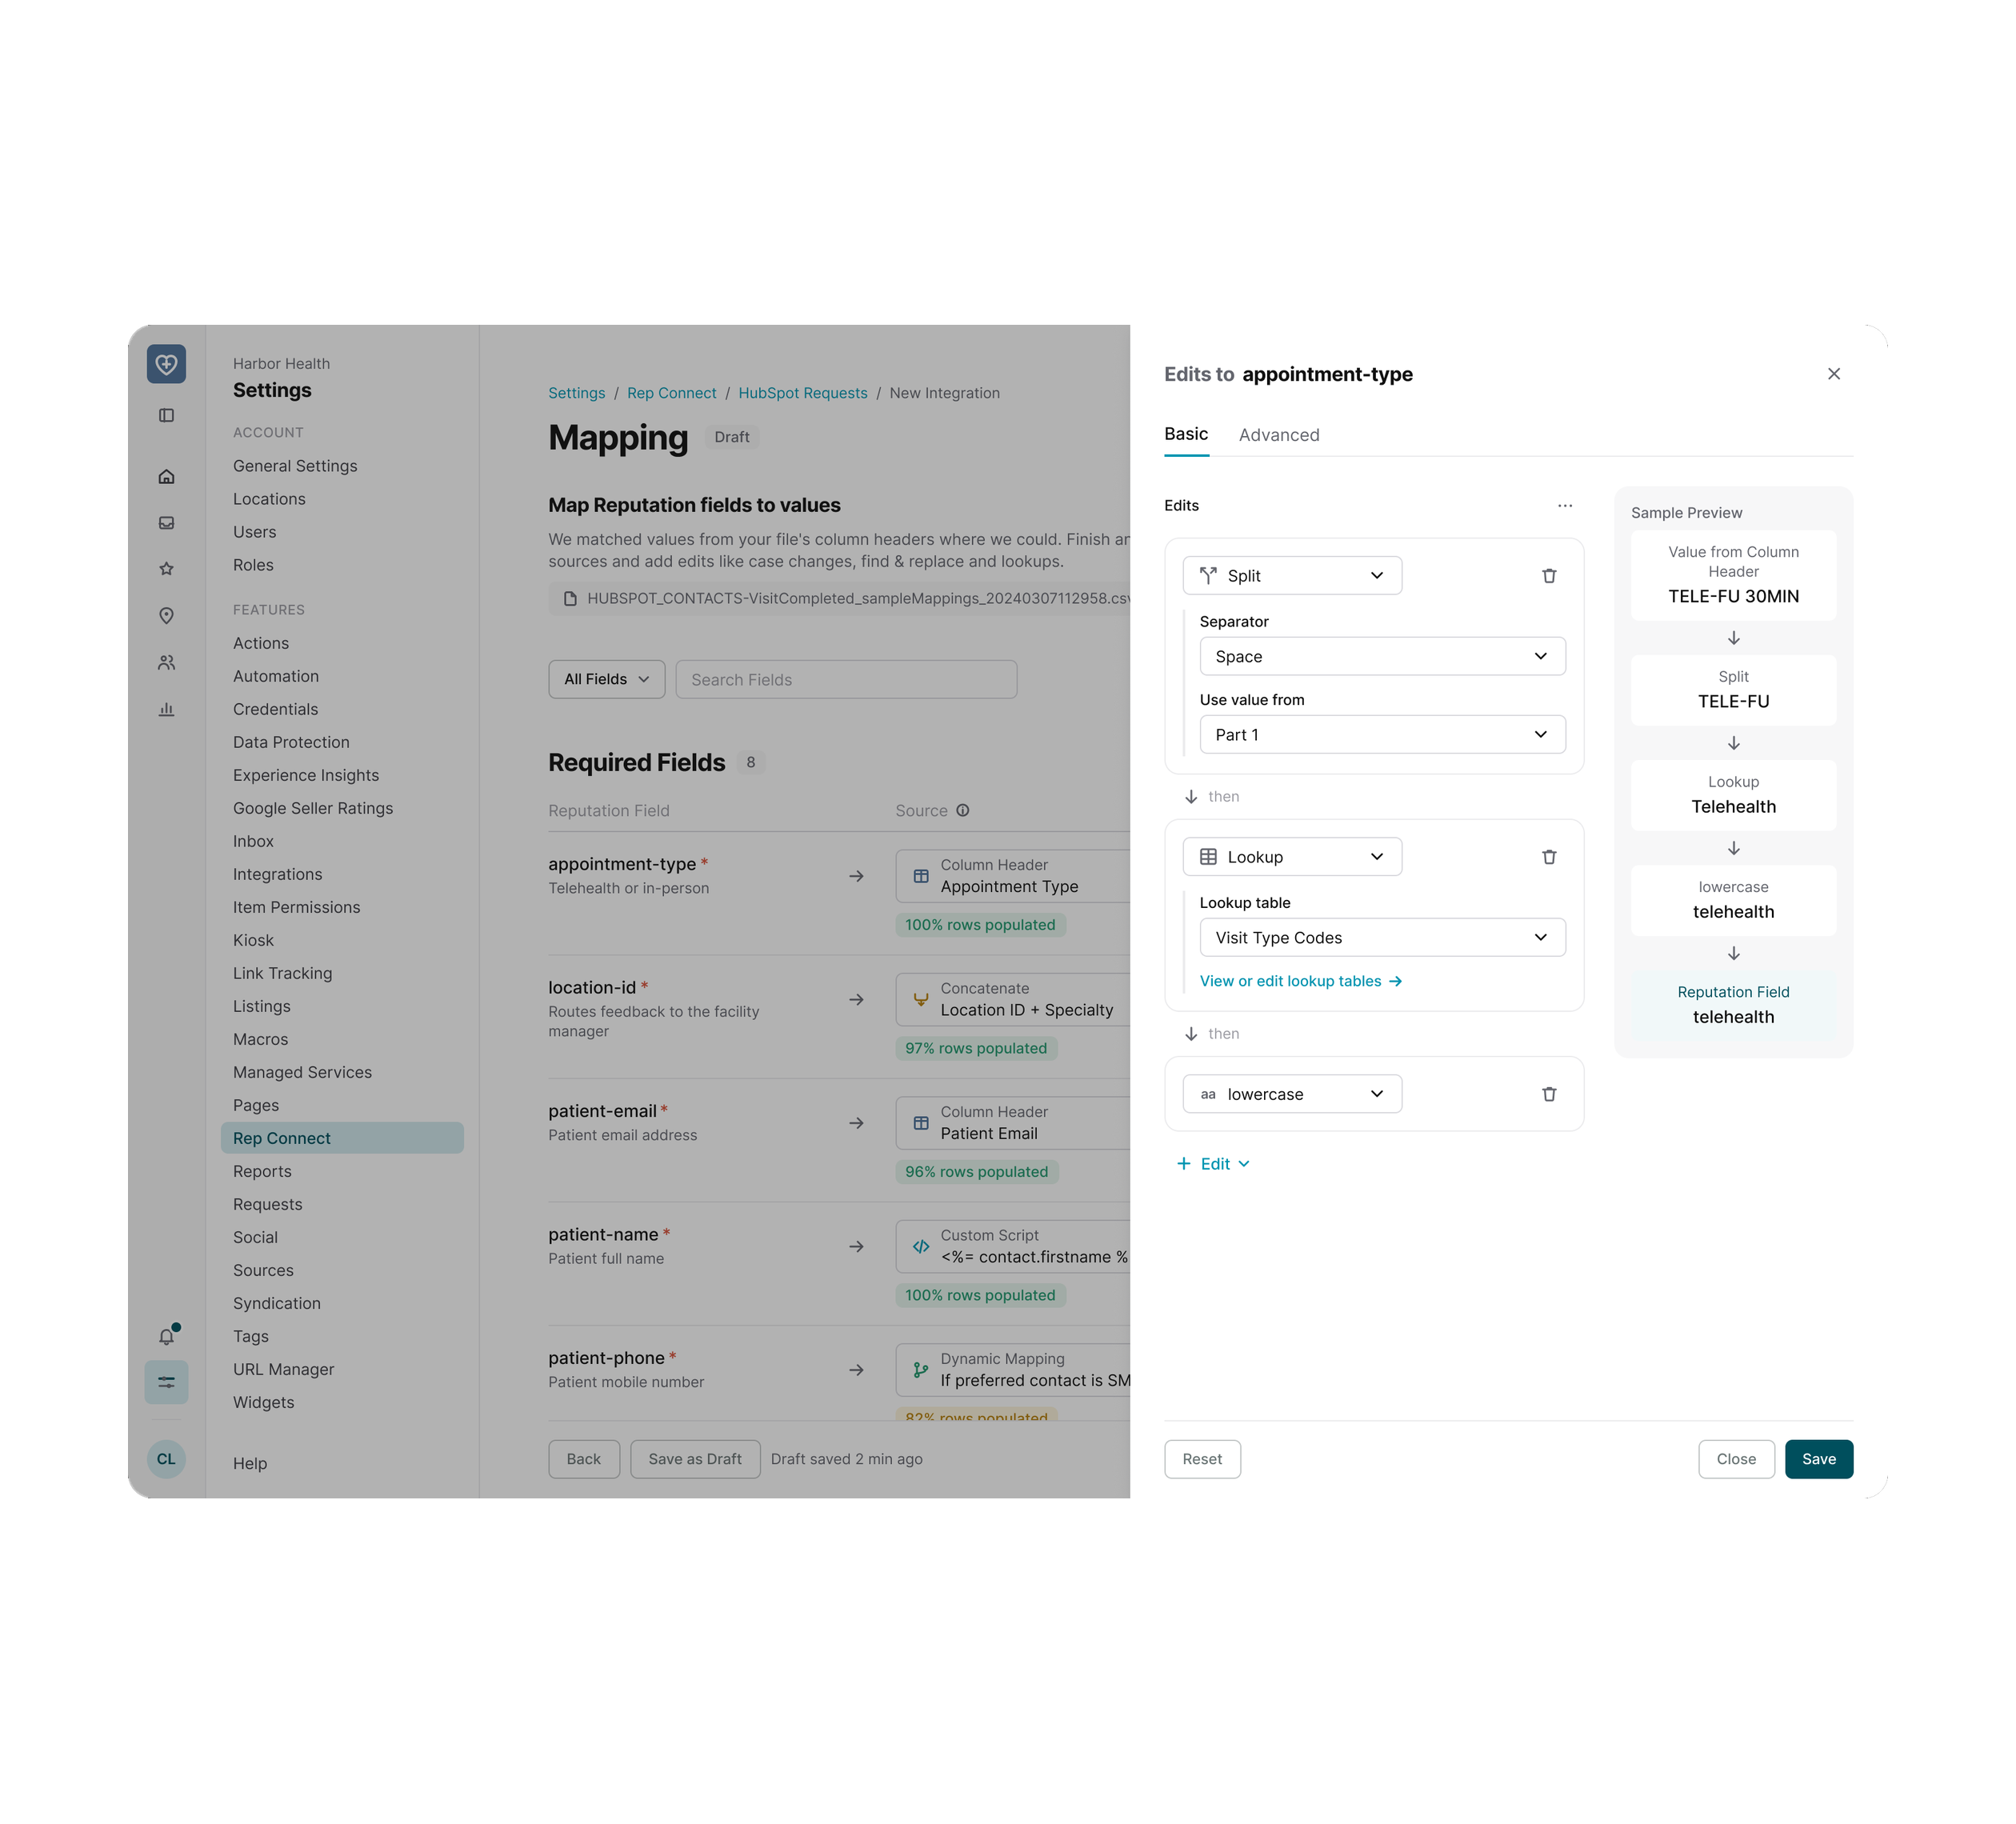 Harbor Health
Settings
ACCOUNT
General Settings
Locations
Users
Roles
FEATURES
Actions
Automation
Credentials
Data Protection
Experience Insights
Google Seller Ratings
Inbox
Integrations
Item Permissions
Kiosk
Link Tracking
Listings
Macros
Managed Services
Pages
Rep Connect
Reports
Requests
Social
Sources
Syndication
Tags
URL Manager
Widgets
Help
CL
Settings / Rep Connect / HubSpot Requests / New Integration
Mapping Draft
Map Reputation fields to values
We matched values from your file's column headers where we could. Finish
sources and add edits like case changes, find & replace and lookups.
HUBSPOT_CONTACTS-VisitCompleted_sampleMappings_20240307112958.csv
All Fields Search Fields
Required Fields 8
Reputation Field Source
appointment-type *
Telehealth or in-person
Column Header
Appointment Type
100% rows populated
location-id *
Routes feedback to the facility
manager
Concatenate
Location ID + Specialty
97% rows populated
patient-email *
Patient email address
Column Header
Patient Email
96% rows populated
patient-name *
Patient full name
Custom Script
<%= contact.firstname %
100% rows populated
patient-phone *
Patient mobile number
Dynamic Mapping
If preferred contact is SM
82% rows populated
Back Save as Draft Draft saved 2 min ago
Edits to appointment-type
Basic Advanced
Edits
Split
Separator
Space
Use value from
Part 1
then
Lookup
Lookup table
Visit Type Codes
View or edit lookup tables
then
aa lowercase
+ Edit
Sample Preview
Value from Column
Header
TELE-FU 30MIN
Split
TELE-FU
Lookup
Telehealth
lowercase
telehealth
Reputation Field
telehealth
Reset Close Save